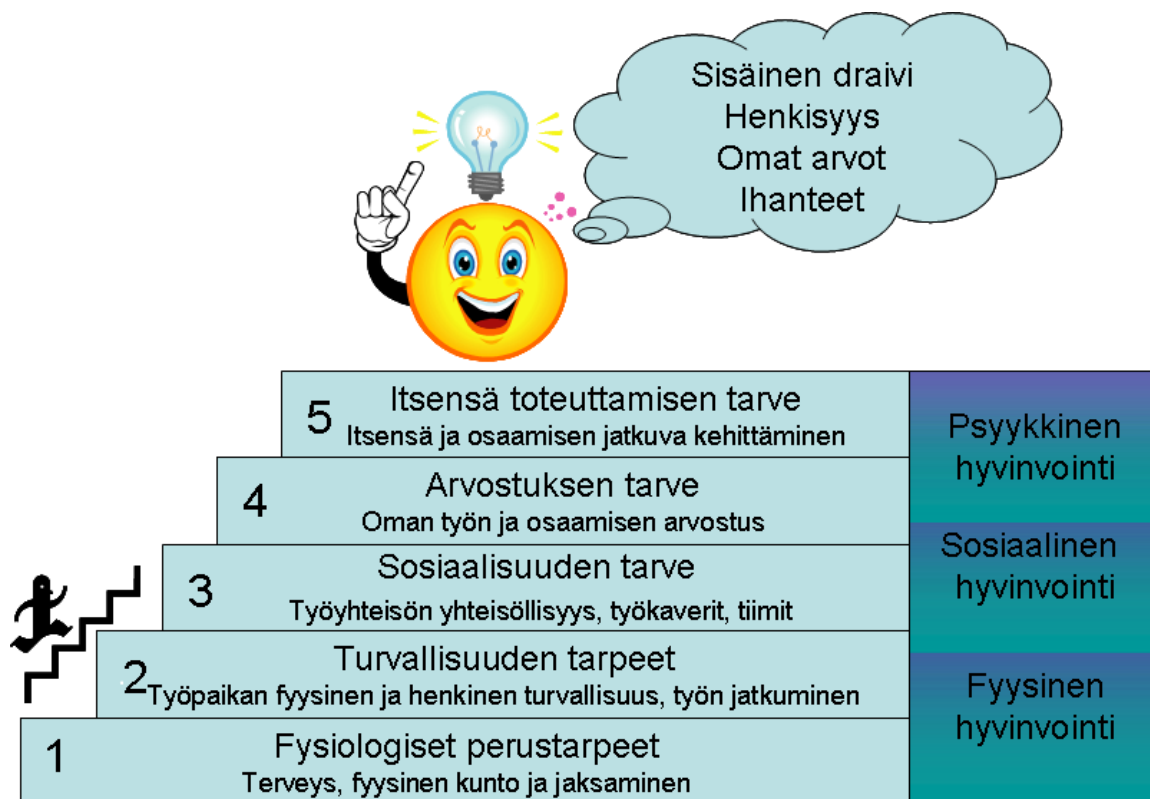 Sisäinen draivi
Henkisyys
Omat arvot
Ihanteet
5 Itsensä toteuttamisen tarve
Itsensä ja osaamisen jatkuva kehittäminen
4 Arvostuksen tarve
Oman työn ja osaamisen arvostus
3 Sosiaalisuuden tarve
Työyhteisön yhteisöllisyys, työkaverit, tiimit
2 Turvallisuuden tarpeet
Työpaikan fyysinen ja henkinen turvallisuus, työn jatkuminen
1 Fysiologiset perustarpeet
Terveys, fyysinen kunto ja jaksaminen
Psyykkinen
hyvinvointi
Sosiaalinen
hyvinvointi
Fyysinen
hyvinvointi